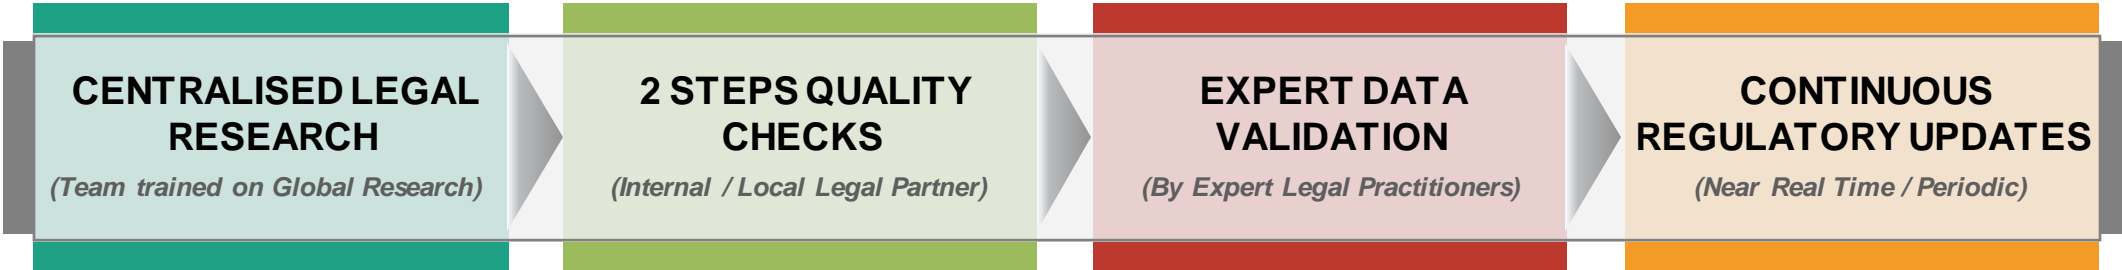 CENTRALISED LEGAL
RESEARCH
(Team trained on Global Research)
2 STEPS QUALITY
CHECKS
(Internal / Local Legal Partner)
EXPERT DATA
VALIDATION
(By Expert Legal Practitioners)
CONTINUOUS
REGULATORY UPDATES
(Near Real Time / Periodic)